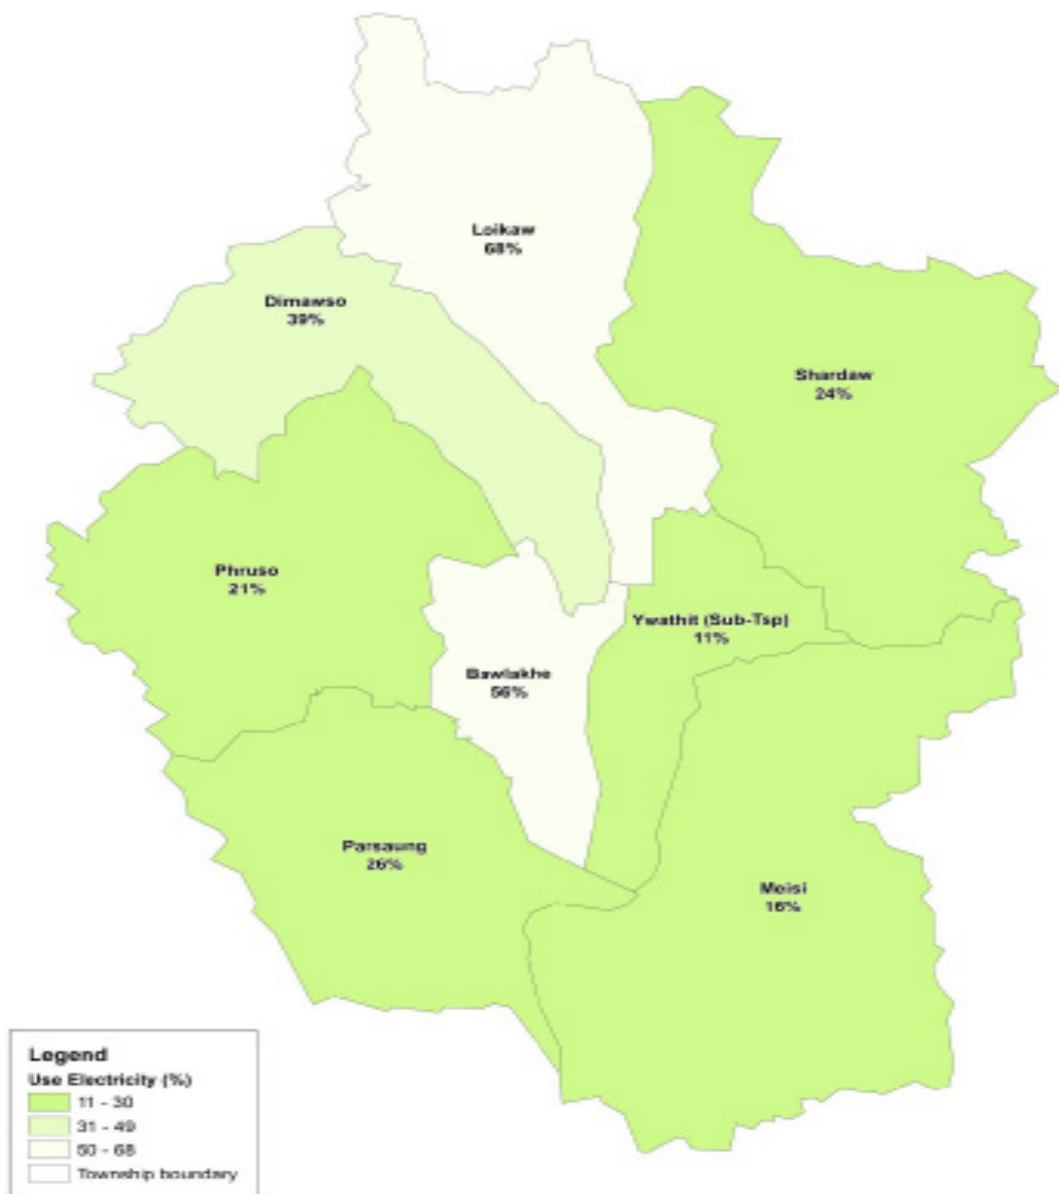 Loikaw
68%
Dimawso
39%
Shardaw
24%
Phruso
21%
Ywathit (Sub-Tsp)
11%
Bawlakhe
56%
Parsaung
26%
Meisi
16%
Legend
Use Electricity (%)
11 - 30
31 - 49
50 - 68
Township boundary